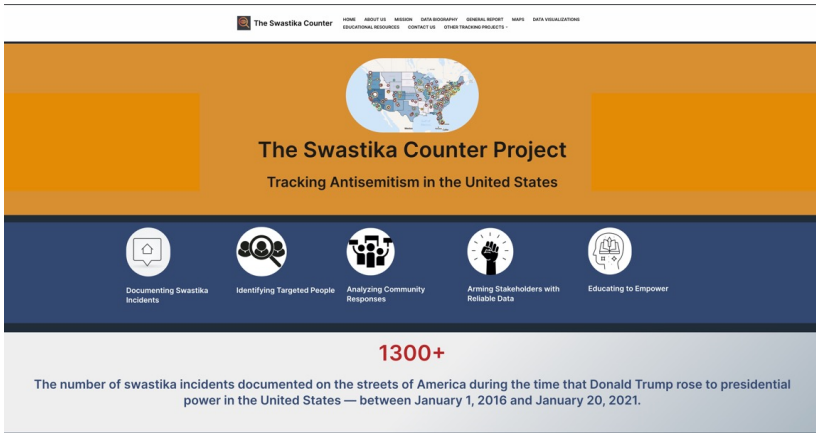 The Swastika Counter
HOME ABOUT US MISSION DATA BIOGRAPHY GENERAL REPORT MAPS DATA VISUALIZATIONS
EDUCATIONAL RESOURCES CONTACT US OTHER TRACKING PROJECTS
The Swastika Counter Project
Tracking Antisemitism in the United States
Documenting Swastika
Incidents
Identifying Targeted People
Analyzing Community
Responses
Arming Stakeholders with
Reliable Data
Educating to Empower
1300+
The number of swastika incidents documented on the streets of America during the time that Donald Trump rose to presidential
power in the United States — between January 1, 2016 and January 20, 2021.